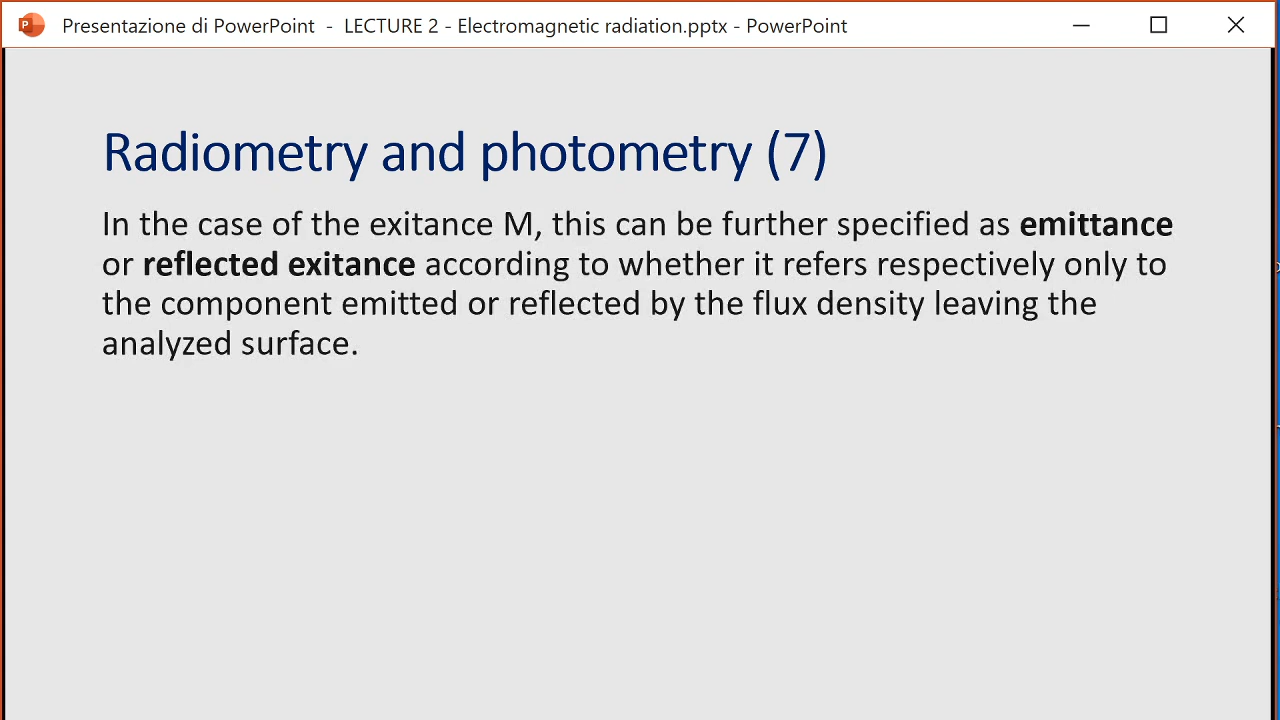 Presentazione di PowerPoint - LECTURE 2 - Electromagnetic radiation.pptx - PowerPoint
Radiometry and photometry (7)
In the case of the exitance M, this can be further specified as emittance
or reflected exitance according to whether it refers respectively only to
the component emitted or reflected by the flux density leaving the
analyzed surface.